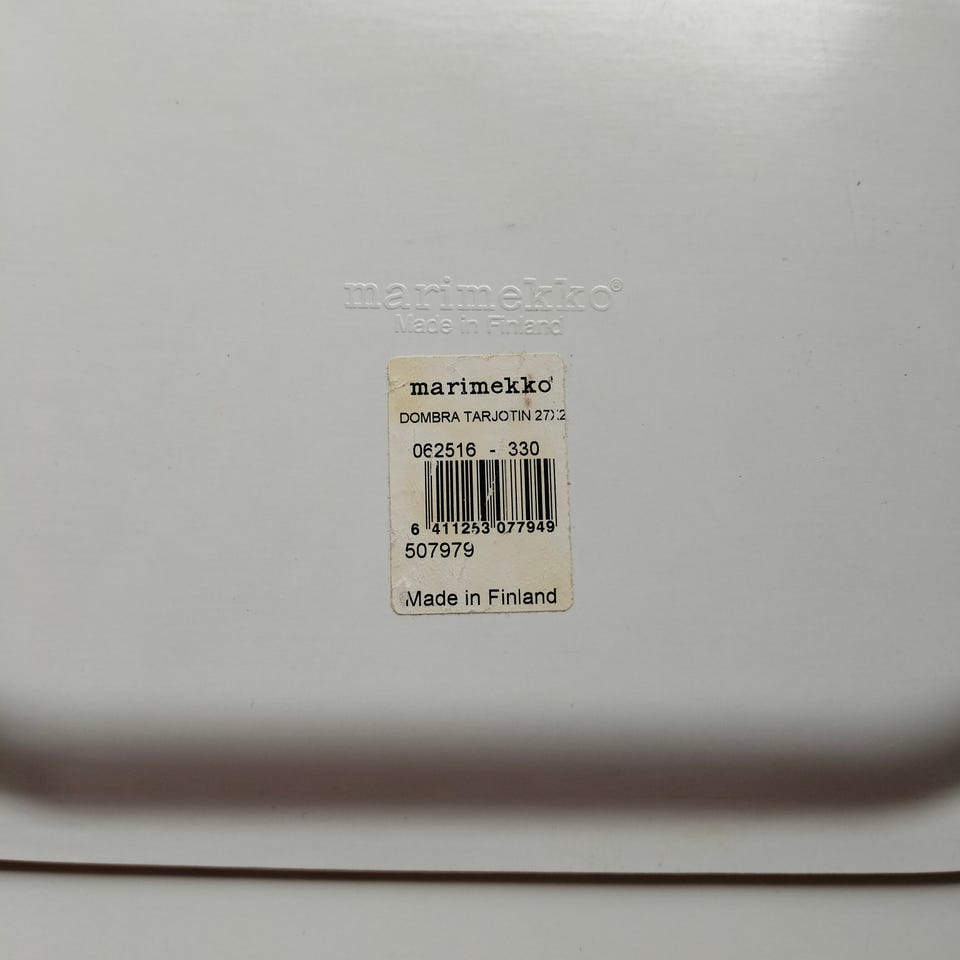 marimekko®
Made in Finland
marimekko®
DOMBRA TARJOTIN 27X2
062516 - 330
6 411253 077949
507979
Made in Finland